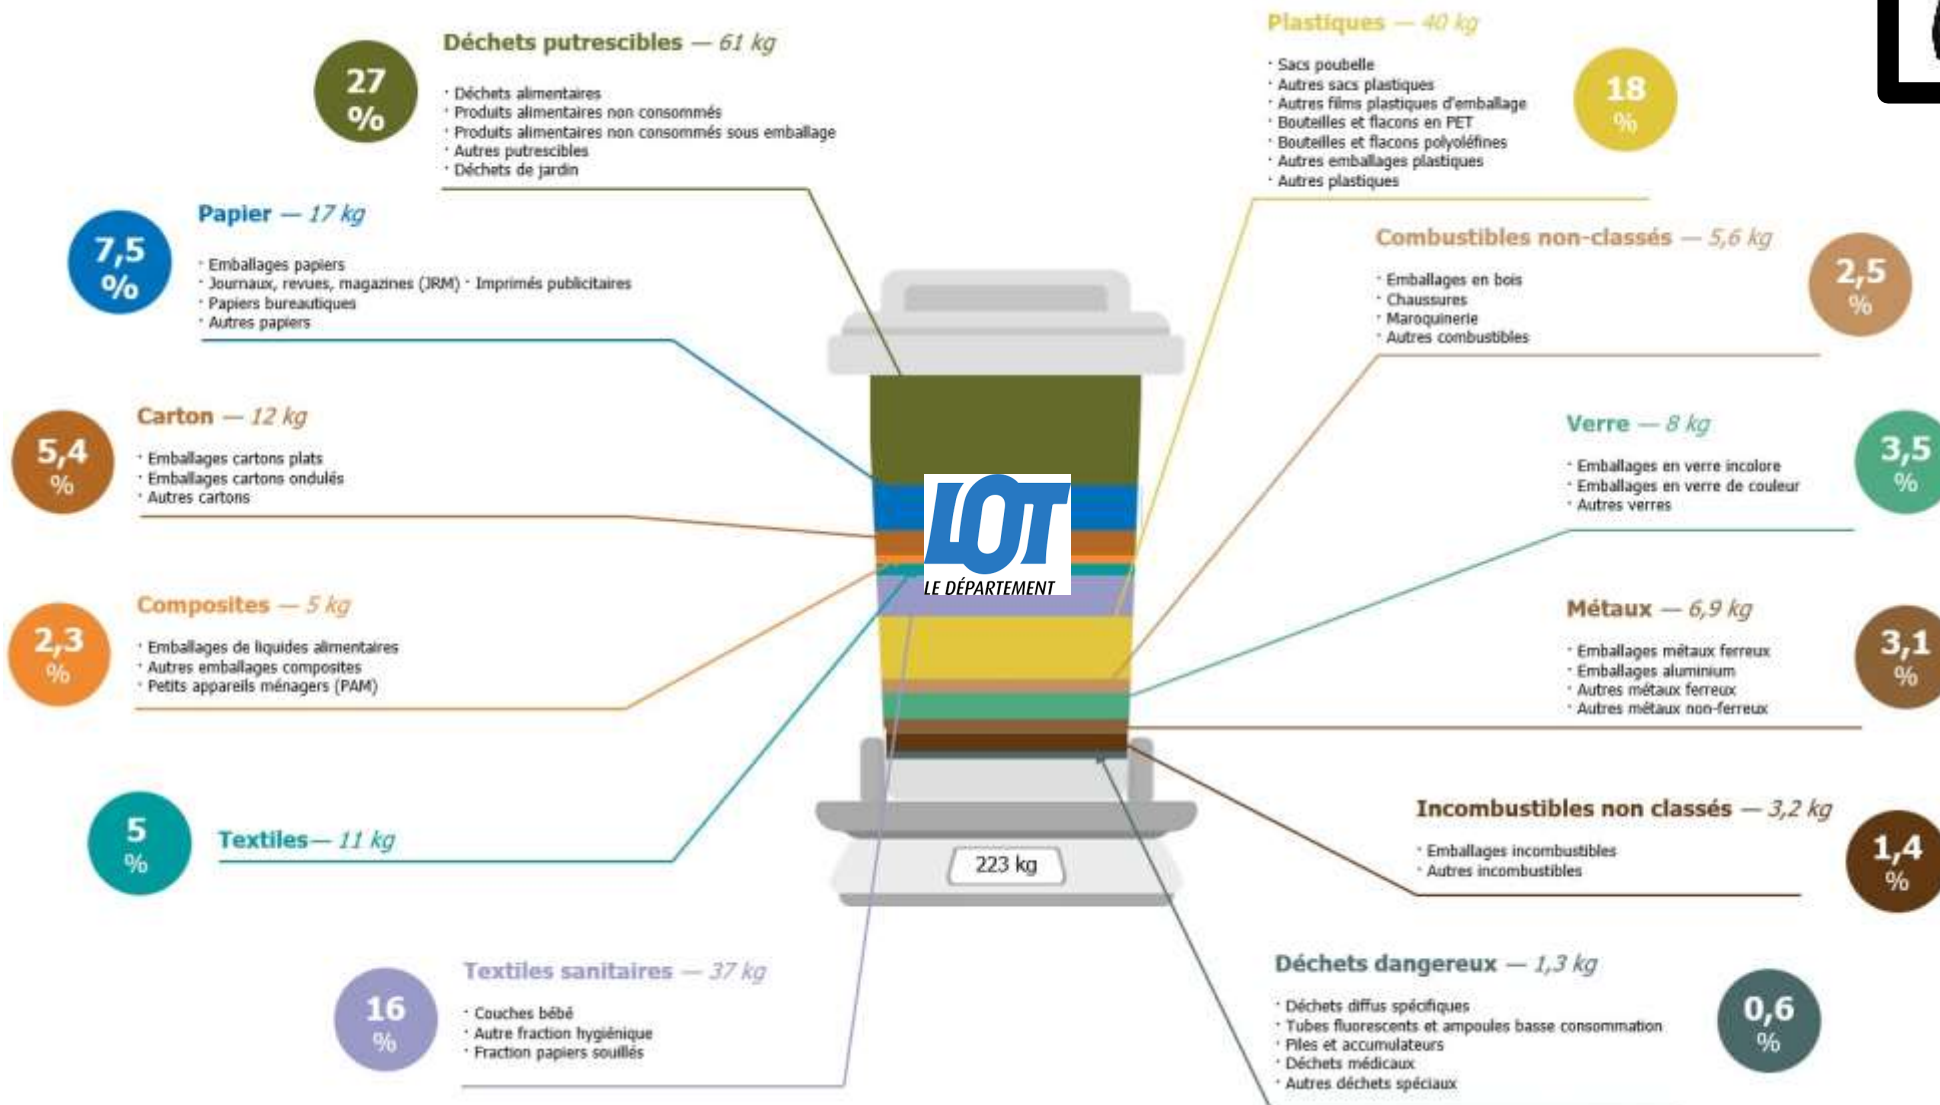 Déchets putrescibles — 61 kg
27
%
· Déchets alimentaires
· Produits alimentaires non consommés
· Produits alimentaires non consommés sous emballage
· Autres putrescibles
· Déchets de jardin
Papier — 17 kg
7,5
%
· Emballages papiers
· Journaux, revues, magazines (JRM) · Imprimés publicitaires
· Papiers bureautiques
· Autres papiers
Carton — 12 kg
5,4
%
· Emballages cartons plats
· Emballages cartons ondulés
· Autres cartons
Composites — 5 kg
2,3
%
· Emballages de liquides alimentaires
· Autres emballages composites
· Petits appareils ménagers (PAM)
5
%
Textiles— 11 kg
Textiles sanitaires — 37 kg
16
%
· Couches bébé
· Autre fraction hygiénique
· Fraction papiers souillés
LOT
LE DÉPARTEMENT
223 kg
Plastiques — 40 kg
· Sacs poubelle
· Autres sacs plastiques
· Autres films plastiques d'emballage
· Bouteilles et flacons en PET
· Bouteilles et flacons polyoléfines
· Autres emballages plastiques
· Autres plastiques
18
%
Combustibles non-classés — 5,6 kg
· Emballages en bois
· Chaussures
· Maroquinerie
· Autres combustibles
2,5
%
Verre — 8 kg
· Emballages en verre incolore
· Emballages en verre de couleur
· Autres verres
3,5
%
Métaux — 6,9 kg
· Emballages métaux ferreux
· Emballages aluminium
· Autres métaux ferreux
· Autres métaux non-ferreux
3,1
%
Incombustibles non classés — 3,2 kg
· Emballages incombustibles
· Autres incombustibles
1,4
%
Déchets dangereux — 1,3 kg
· Déchets diffus spécifiques
· Tubes fluorescents et ampoules basse consommation
· Piles et accumulateurs
· Déchets médicaux
· Autres déchets spéciaux
0,6
%